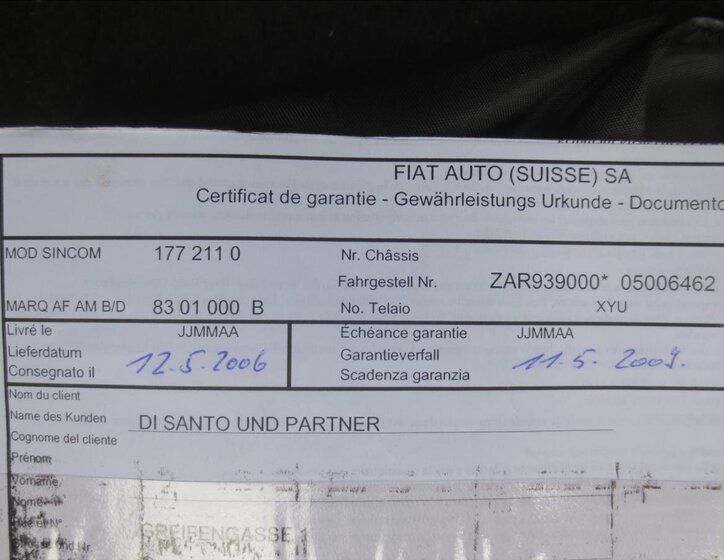 FIAT AUTO (SUISSE) SA
Certificat de garantie - Gewährleistungs Urkunde - Documento
MOD SINCOM 177 211 0 Nr. Châssis
Fahrgestell Nr. ZAR939000* 05006462
MARQ AF AM B/D 83 01 000 B No. Telaio XYU
Livré le JJMMAA Échéance garantie JJMMAA
Lieferdatum 12.5.2006 Garantieverfall 11.5.2009.
Consegnato il Scadenza garanzia
Nom du client
Name des Kunden DI SANTO UND PARTNER
Cognome del cliente
Prénom
Vorname
Nome
GREIFENGASSE 1